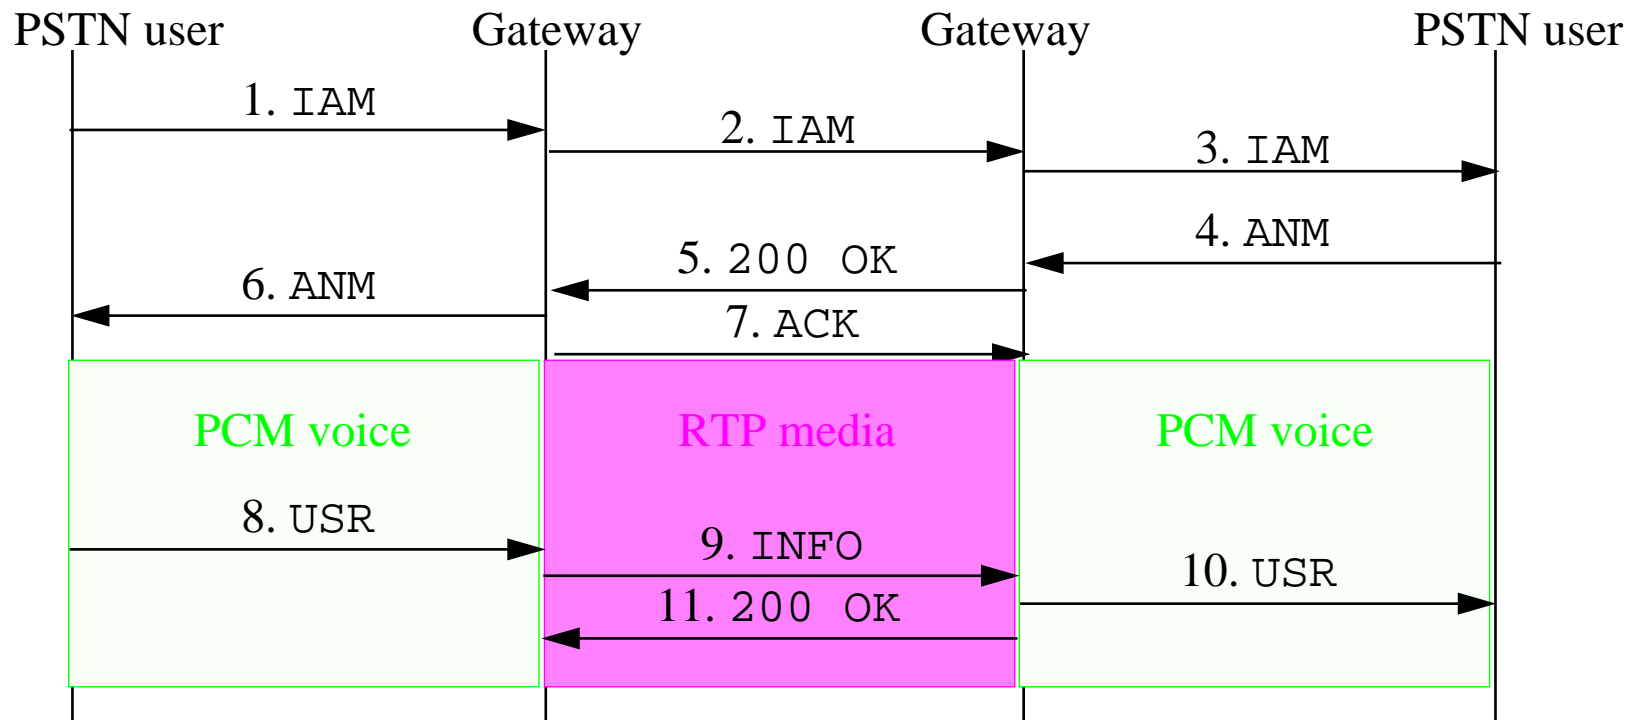 PSTN user
Gateway
Gateway
PSTN user
1. IAM
2. IAM
3. IAM
4. ANM
5. 200 OK
6. ANM
7. ACK
PCM voice
RTP media
PCM voice
8. USR
9. INFO
10. USR
11. 200 OK